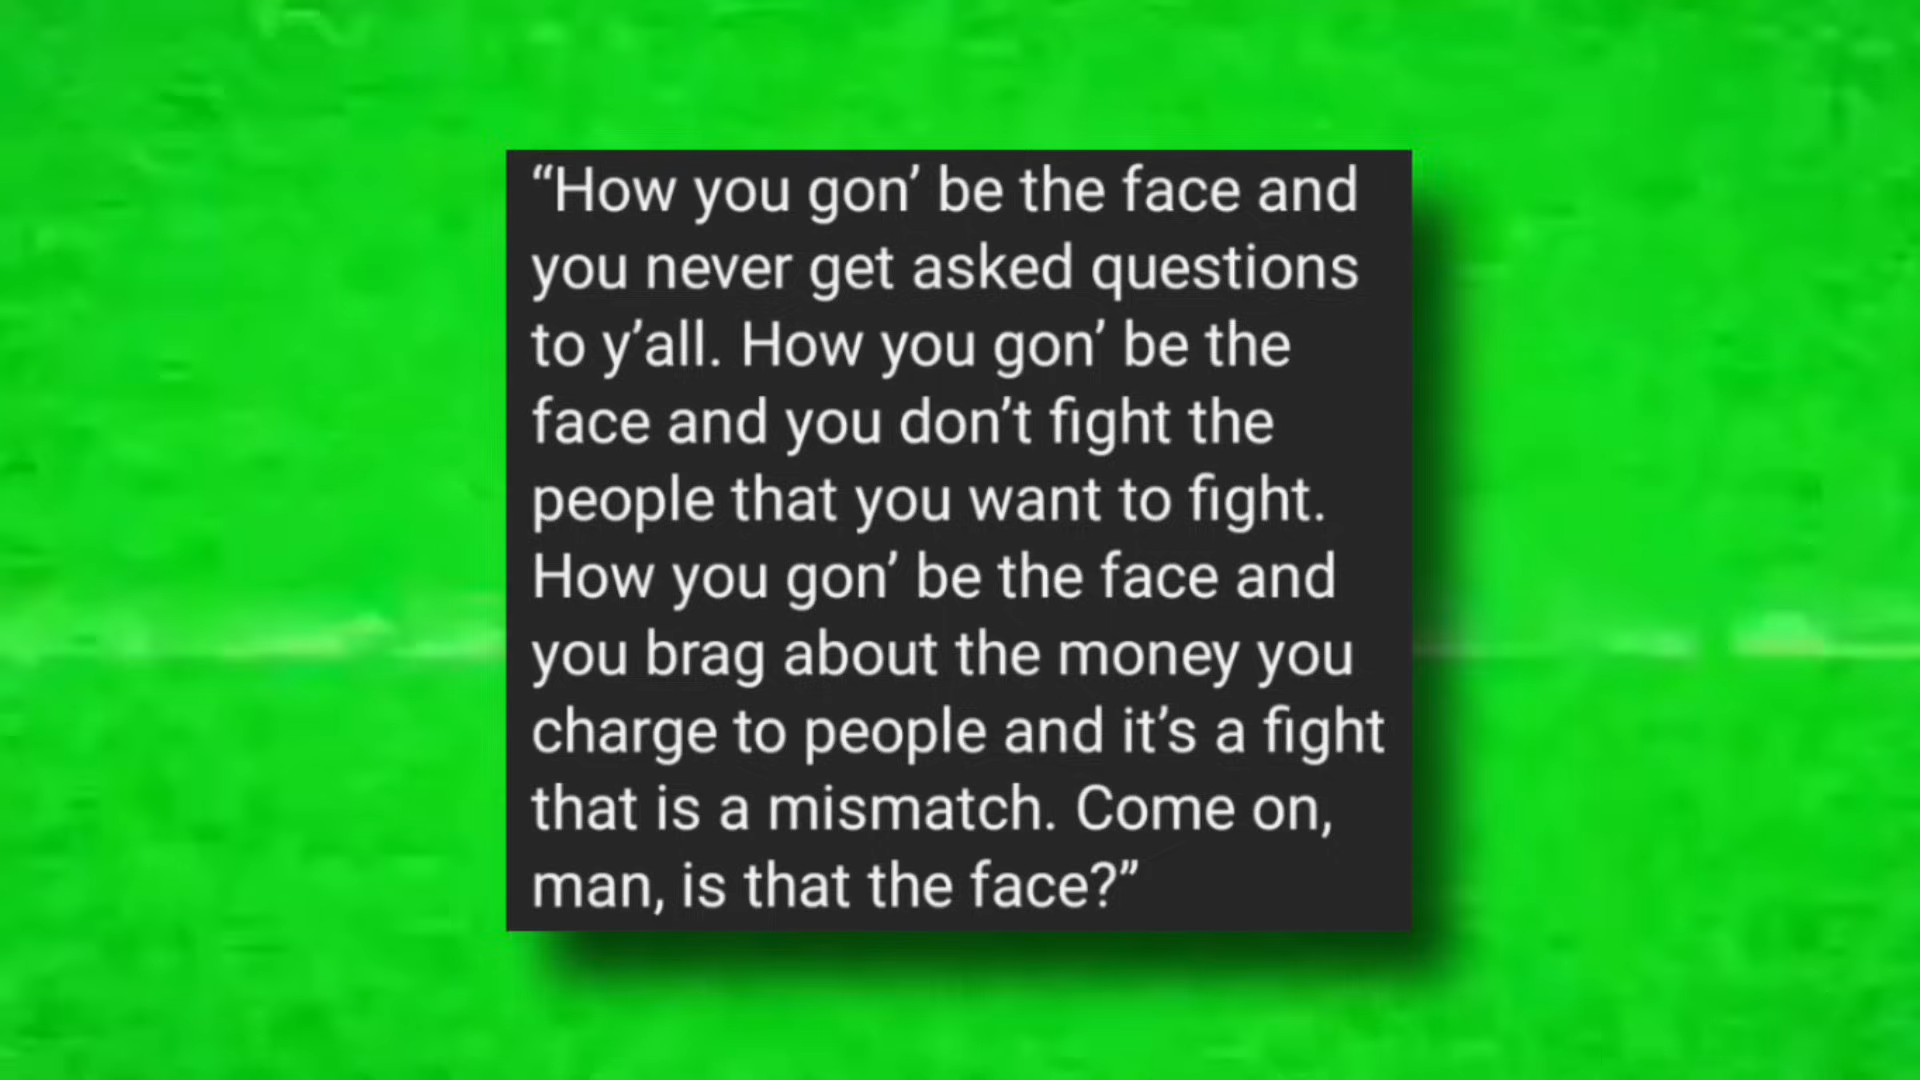 “How you gon’ be the face and
you never get asked questions
to y’all. How you gon’ be the
face and you don’t fight the
people that you want to fight.
How you gon’ be the face and
you brag about the money you
charge to people and it’s a fight
that is a mismatch. Come on,
man, is that the face?”